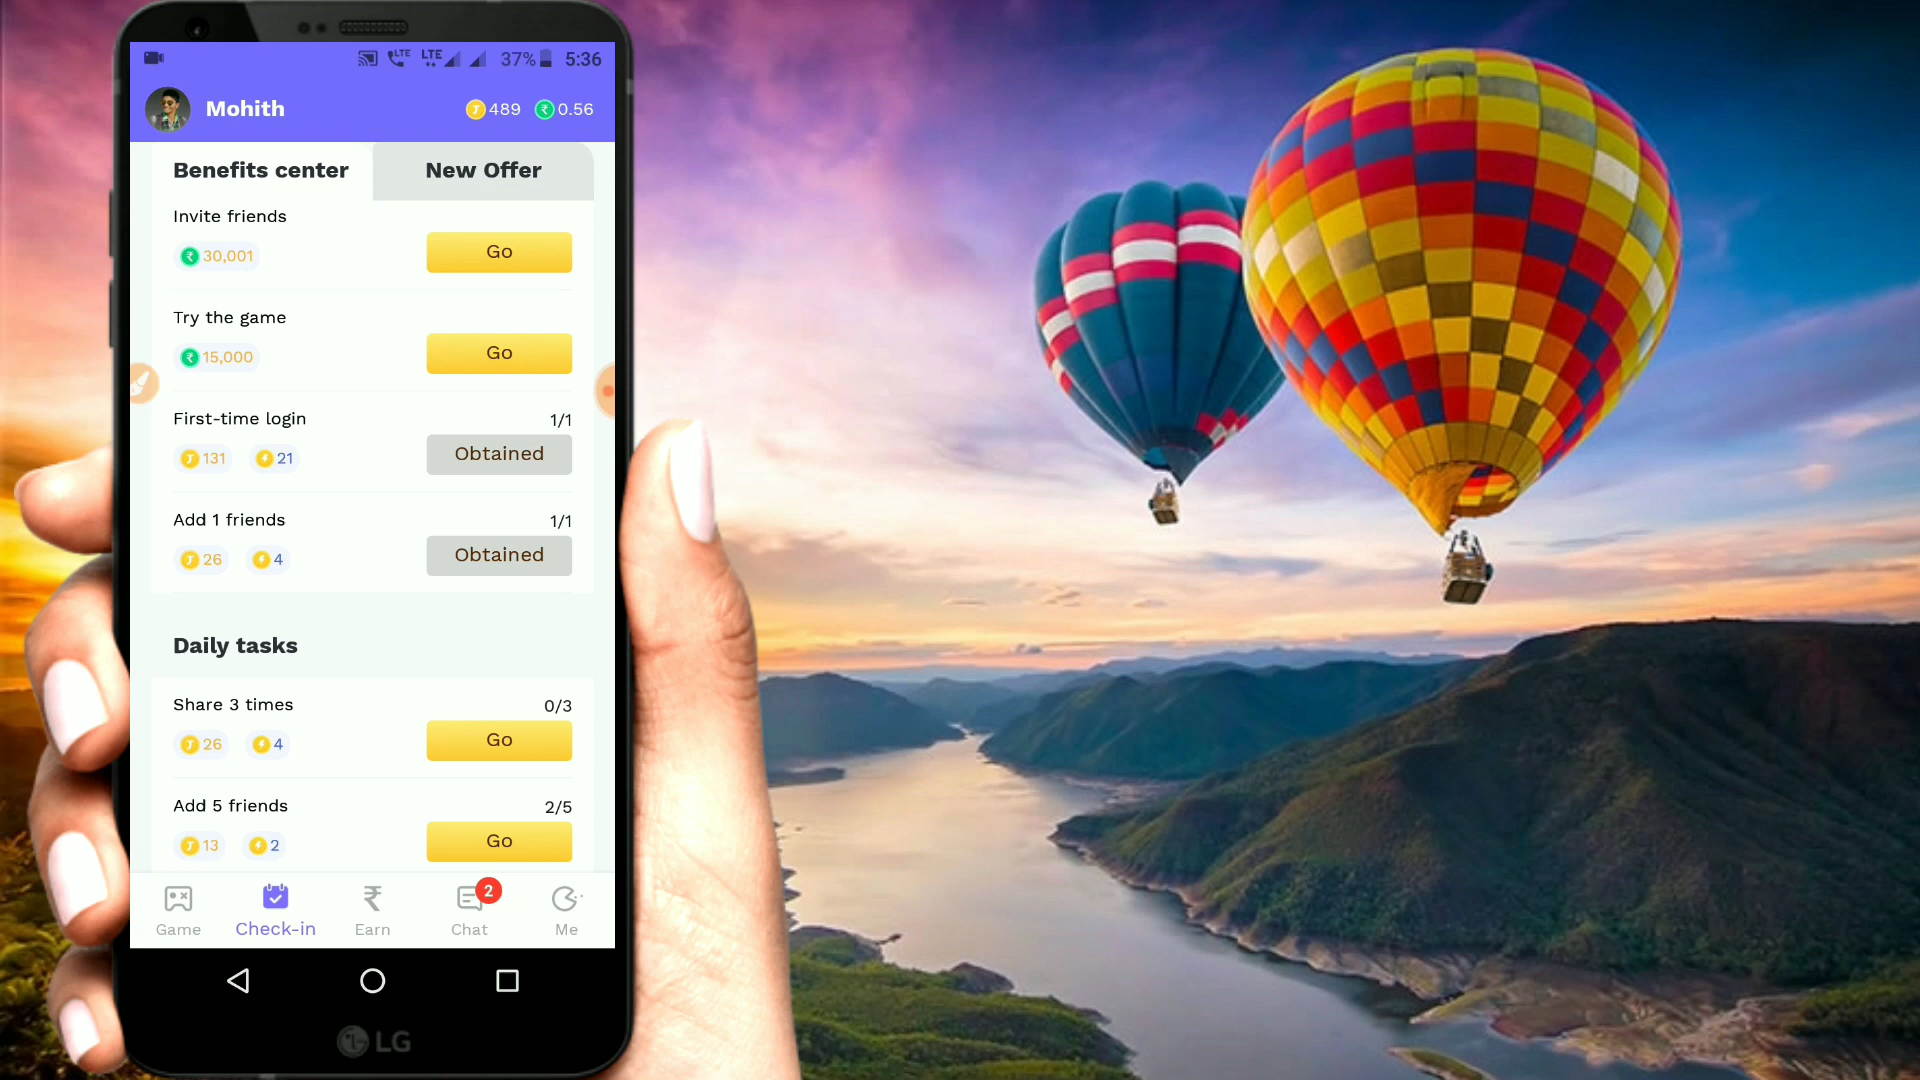 LTE LTE 37% 5:36
Mohith 489 ₹ 0.56
Benefits center New Offer
Invite friends
₹ 30,001 Go
Try the game
₹ 15,000 Go
First-time login 1/1
131 21 Obtained
Add 1 friends 1/1
26 4 Obtained
Daily tasks
Share 3 times 0/3
26 4 Go
Add 5 friends 2/5
13 2 Go
2
Game Check-in Earn Chat Me
LG